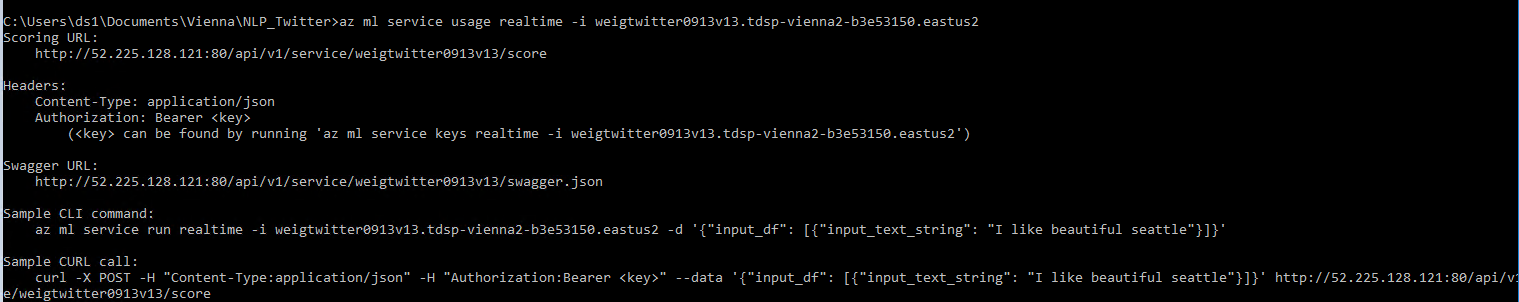 C:\Users\ds1\Documents\Vienna\NLP_Twitter>az ml service usage realtime -i weigtwitter0913v13.tdsp-vienna2-b3e53150.eastus2
Scoring URL:
http://52.225.128.121:80/api/v1/service/weigtwitter0913v13/score
Headers:
Content-Type: application/json
Authorization: Bearer <key>
(<key> can be found by running 'az ml service keys realtime -i weigtwitter0913v13.tdsp-vienna2-b3e53150.eastus2')
Swagger URL:
http://52.225.128.121:80/api/v1/service/weigtwitter0913v13/swagger.json
Sample CLI command:
az ml service run realtime -i weigtwitter0913v13.tdsp-vienna2-b3e53150.eastus2 -d '{"input_df": [{"input_text_string": "I like beautiful seattle"}]}'
Sample CURL call:
curl -X POST -H "Content-Type:application/json" -H "Authorization:Bearer <key>" --data '{"input_df": [{"input_text_string": "I like beautiful seattle"}]}' http://52.225.128.121:80/api/v1
e/weigtwitter0913v13/score